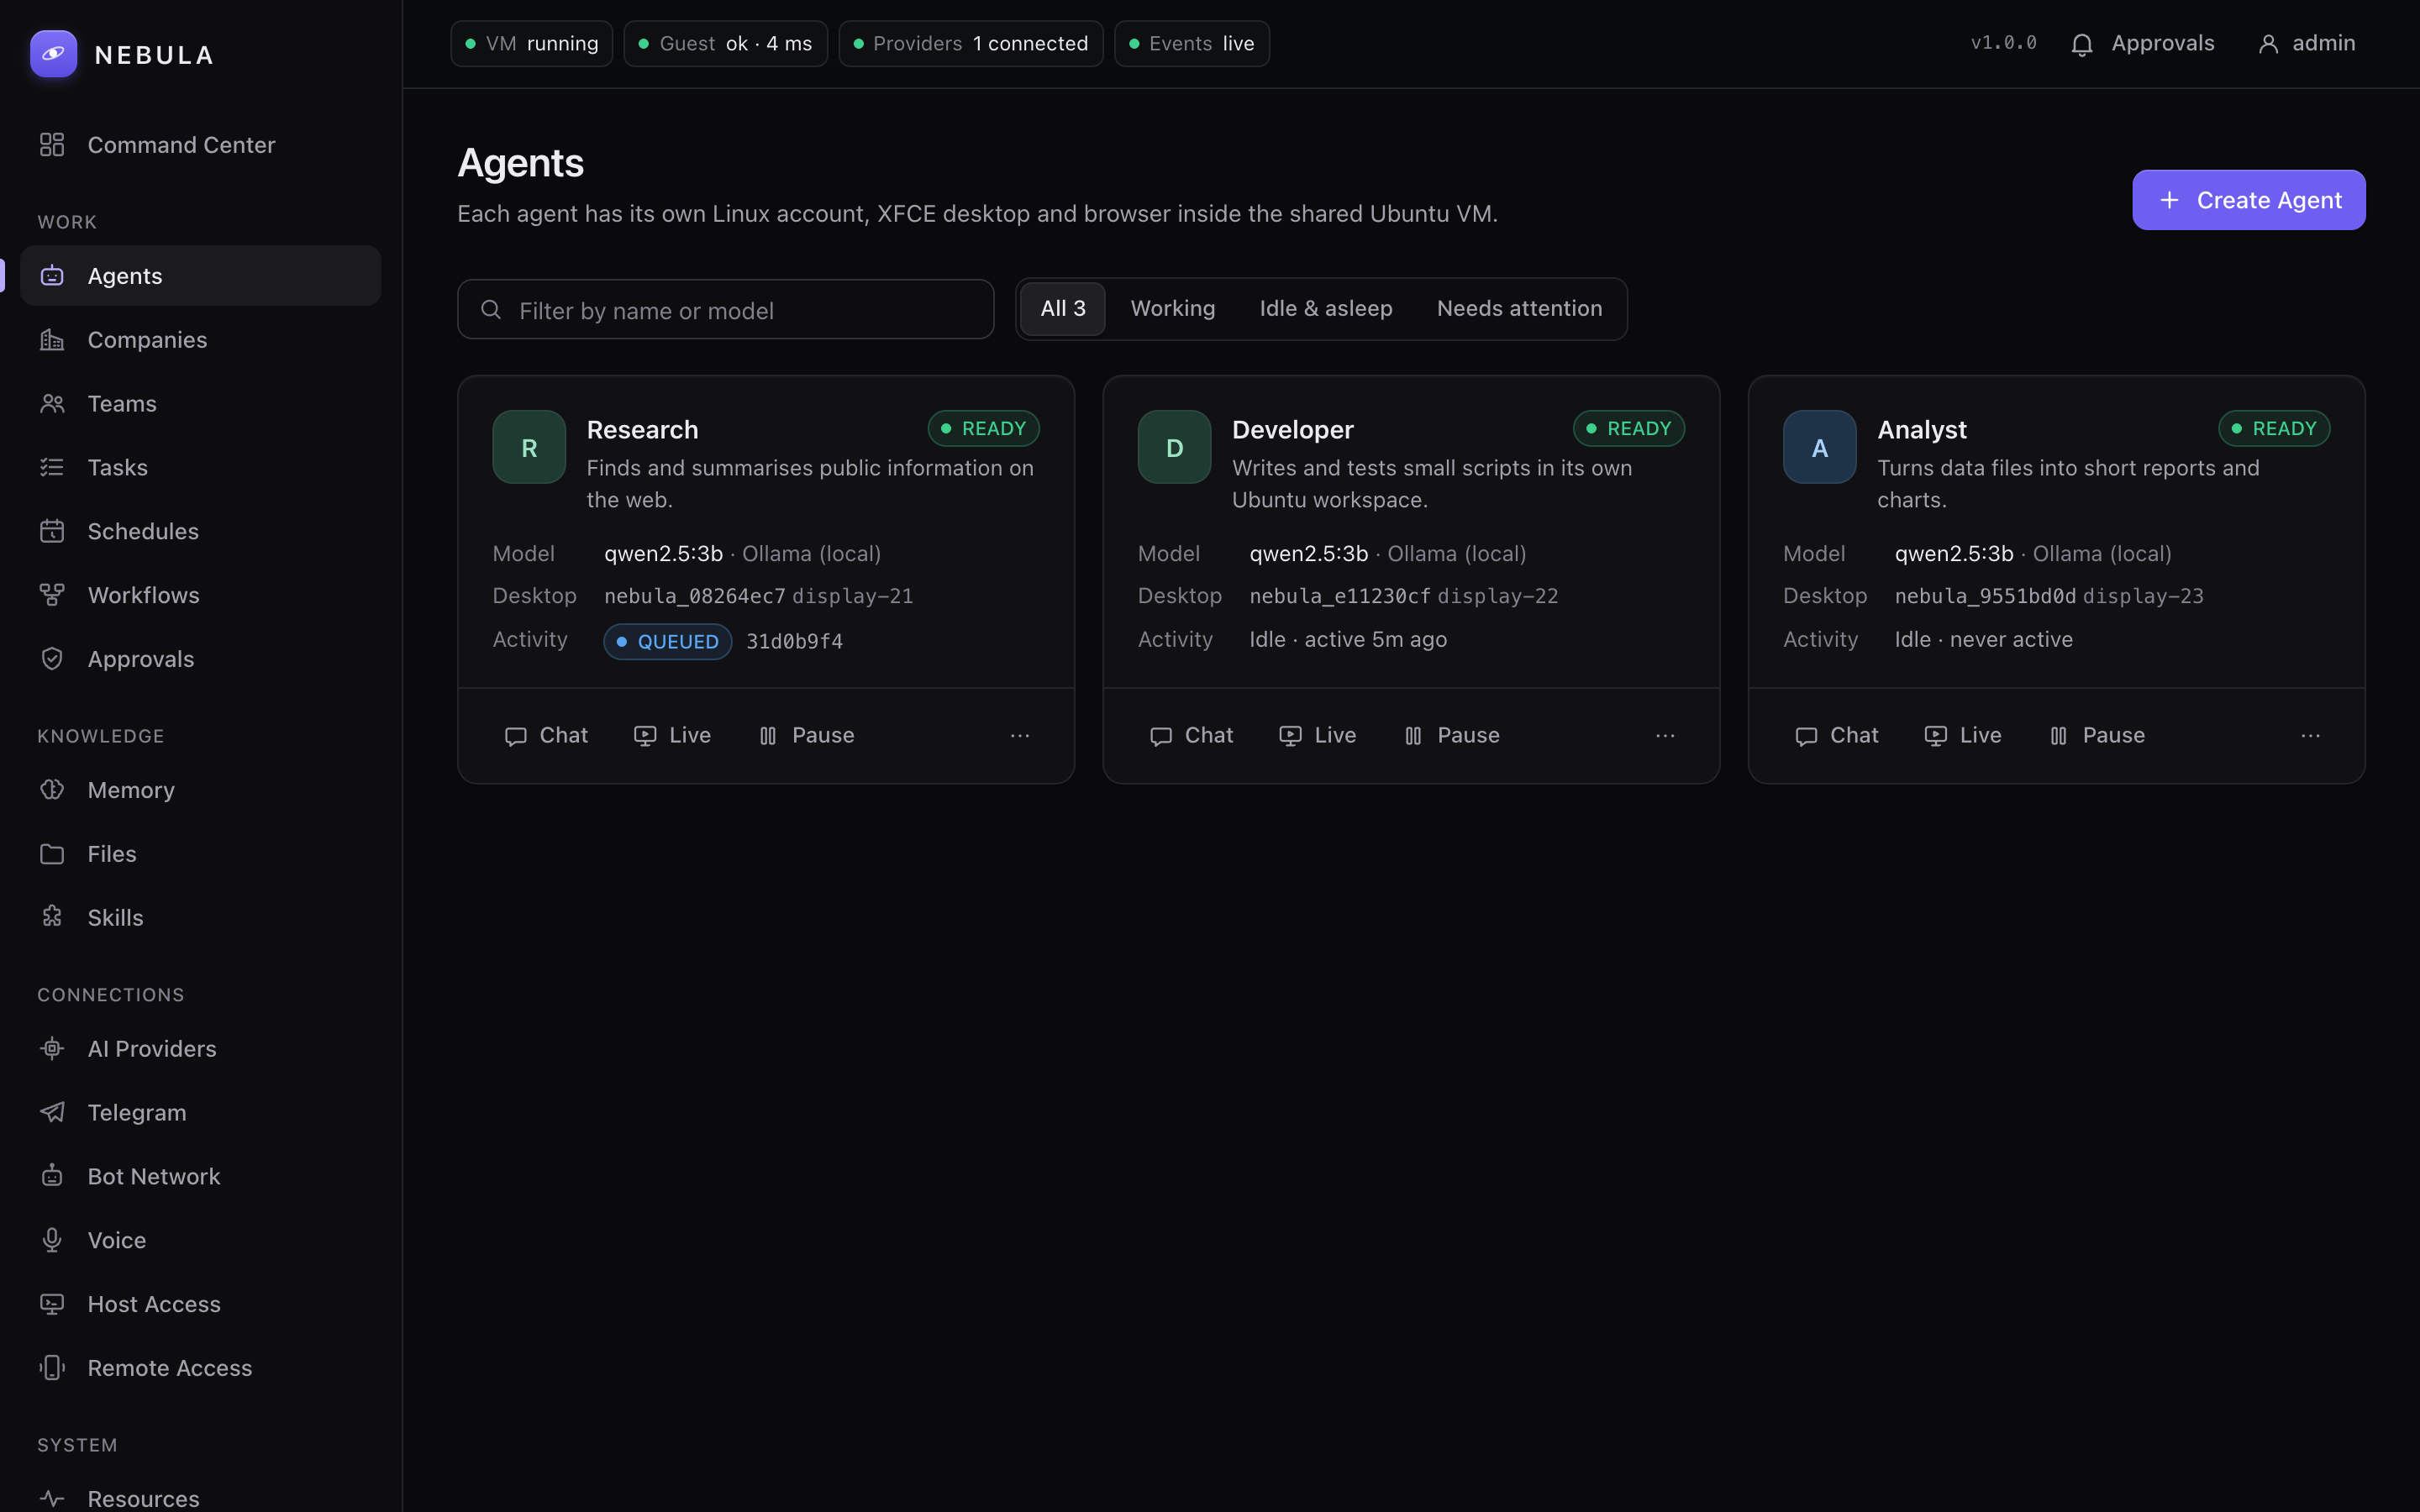 NEBULA
VM running
Guest ok · 4 ms
Providers 1 connected
Events live
v1.0.0
Approvals
admin
Command Center
WORK
Agents
Companies
Teams
Tasks
Schedules
Workflows
Approvals
KNOWLEDGE
Memory
Files
Skills
CONNECTIONS
AI Providers
Telegram
Bot Network
Voice
Host Access
Remote Access
SYSTEM
Resources
Agents
Each agent has its own Linux account, XFCE desktop and browser inside the shared Ubuntu VM.
+ Create Agent
Filter by name or model
All 3
Working
Idle & asleep
Needs attention
R
Research
READY
Finds and summarises public information on
the web.
Model qwen2.5:3b · Ollama (local)
Desktop nebula_08264ec7 display-21
Activity QUEUED 31d0b9f4
Chat
Live
Pause
···
D
Developer
READY
Writes and tests small scripts in its own
Ubuntu workspace.
Model qwen2.5:3b · Ollama (local)
Desktop nebula_e11230cf display-22
Activity Idle · active 5m ago
Chat
Live
Pause
···
A
Analyst
READY
Turns data files into short reports and
charts.
Model qwen2.5:3b · Ollama (local)
Desktop nebula_9551bd0d display-23
Activity Idle · never active
Chat
Live
Pause
···